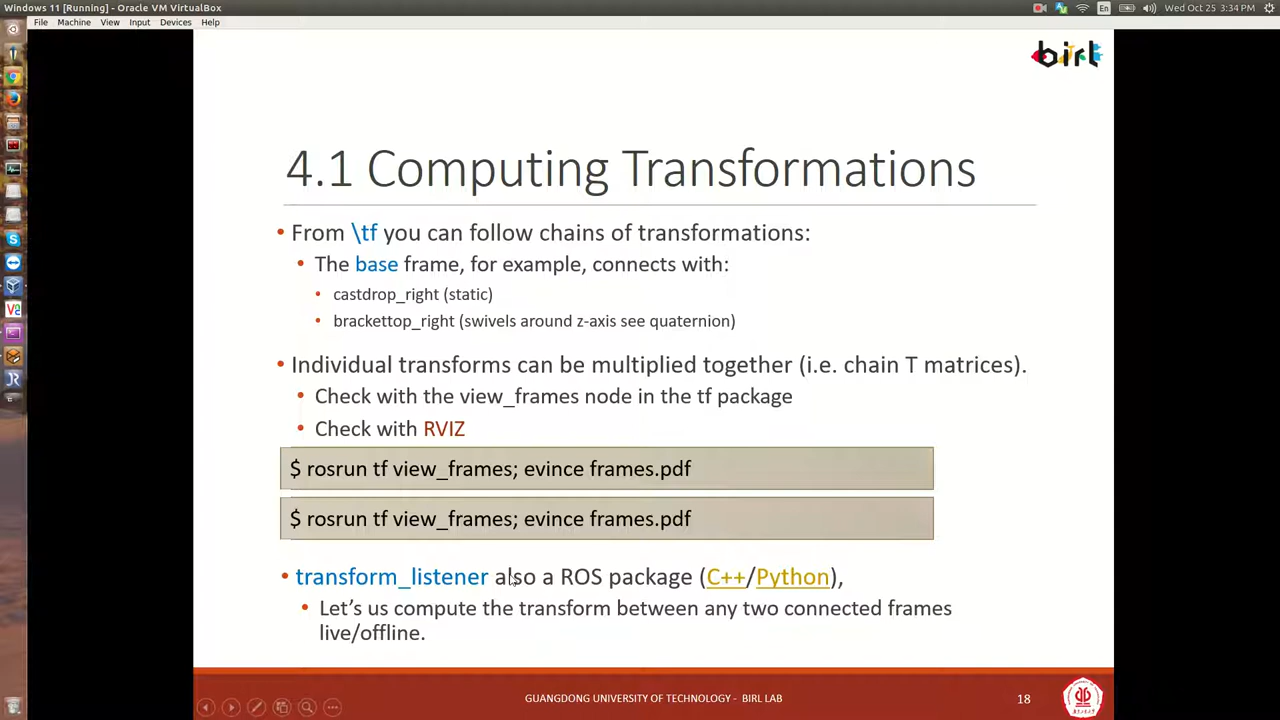 Windows 11 [Running] - Oracle VM VirtualBox
En
Wed Oct 25 3:34 PM
File Machine View Input Devices Help
birl
4.1 Computing Transformations
• From \tf you can follow chains of transformations:
• The base frame, for example, connects with:
• castdrop_right (static)
• brackettop_right (swivels around z-axis see quaternion)
• Individual transforms can be multiplied together (i.e. chain T matrices).
• Check with the view_frames node in the tf package
• Check with RVIZ
$ rosrun tf view_frames; evince frames.pdf
$ rosrun tf view_frames; evince frames.pdf
• transform_listener also a ROS package (C++/Python),
• Let's us compute the transform between any two connected frames
live/offline.
GUANGDONG UNIVERSITY OF TECHNOLOGY - BIRL LAB
18